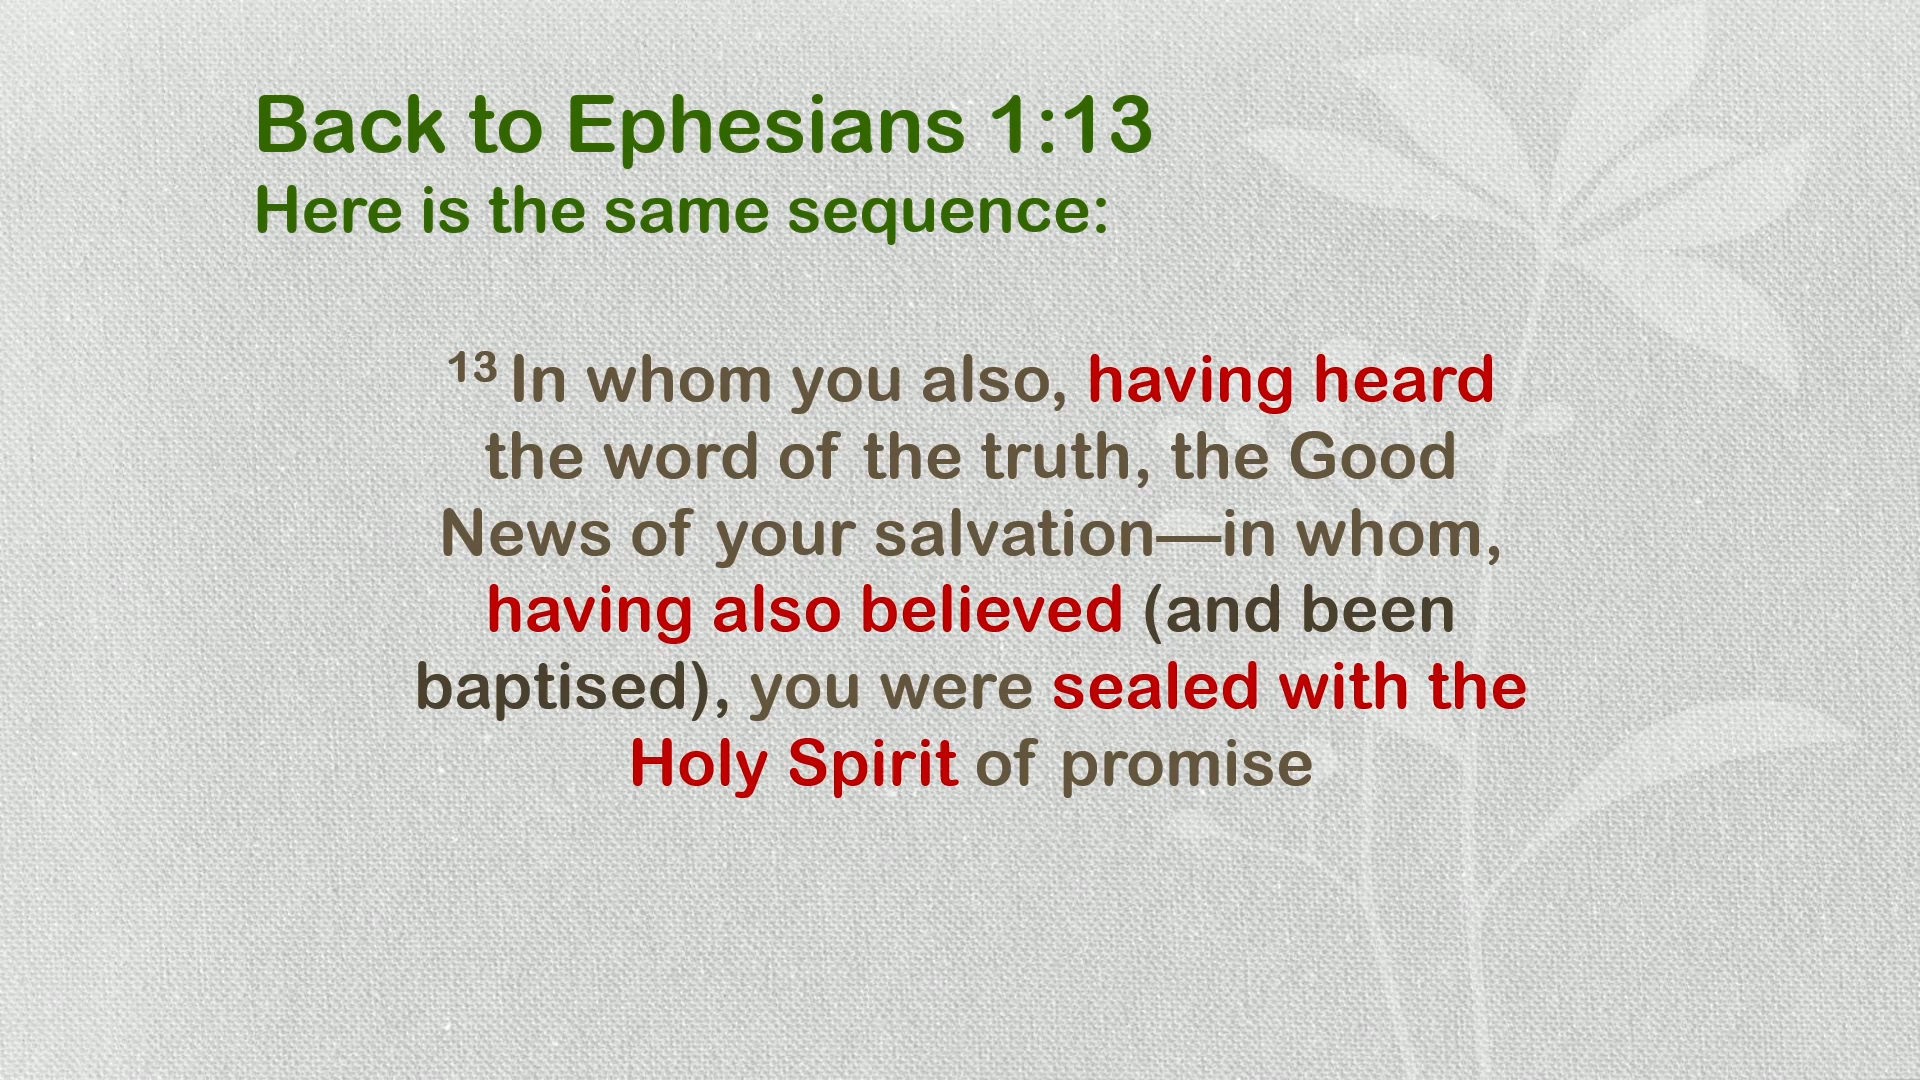 Back to Ephesians 1:13
Here is the same sequence:
13 In whom you also, having heard
the word of the truth, the Good
News of your salvation—in whom,
having also believed (and been
baptised), you were sealed with the
Holy Spirit of promise